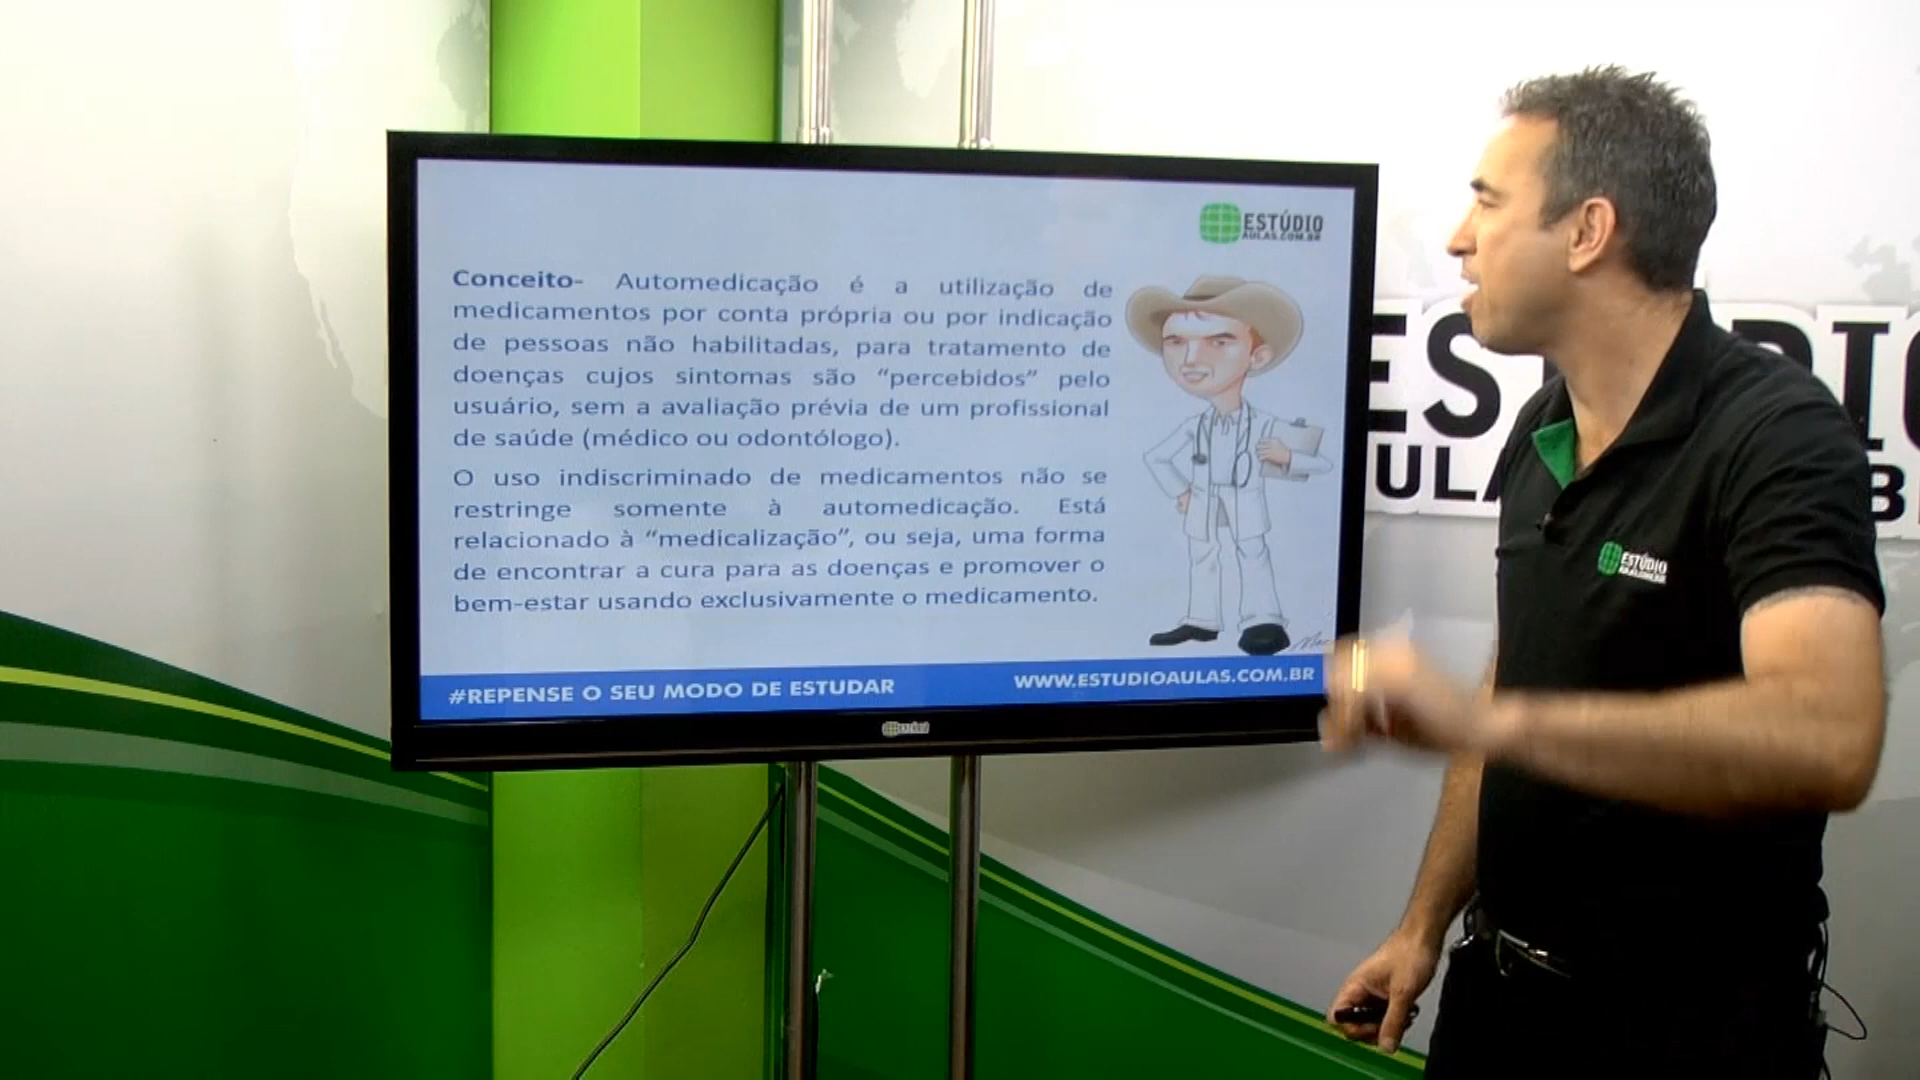 ESTÚDIO
AULAS.COM.BR
Conceito- Automedicação é a utilização de
medicamentos por conta própria ou por indicação
de pessoas não habilitadas, para tratamento de
doenças cujos sintomas são “percebidos” pelo
usuário, sem a avaliação prévia de um profissional
de saúde (médico ou odontólogo).
O uso indiscriminado de medicamentos não se
restringe somente à automedicação. Está
relacionado à “medicalização”, ou seja, uma forma
de encontrar a cura para as doenças e promover o
bem-estar usando exclusivamente o medicamento.
#REPENSE O SEU MODO DE ESTUDAR
WWW.ESTUDIOAULAS.COM.BR
ESTÚDIO
AULAS.COM.BR